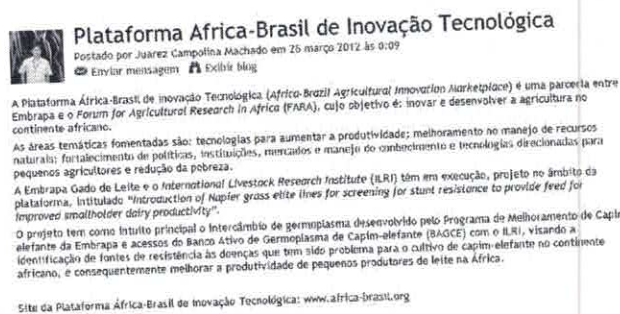 Plataforma Africa-Brasil de Inovação Tecnológica
Postado por Juarez Campolina Machado em 26 março 2012 às 0:09
Enviar mensagem Exibir blog
A Plataforma África-Brasil de Inovação Tecnológica (Africa-Brazil Agricultural Innovation Marketplace) é uma parceria entre
Embrapa e o Forum for Agricultural Research in Africa (FARA), cujo objetivo é: inovar e desenvolver a agricultura no
continente africano.
As áreas temáticas fomentadas são: tecnologias para aumentar a produtividade; melhoramento no manejo de recursos
naturais; fortalecimento de políticas, instituições, mercados e manejo do conhecimento e tecnologias direcionadas para
pequenos agricultores e redução da pobreza.
A Embrapa Gado de Leite e o International Livestock Research Institute (ILRI) têm em execução, projeto no âmbito da
plataforma, intitulado "Introduction of Napier grass elite lines for screening for stunt resistance to provide feed for
improved smallholder dairy productivity".
O projeto tem como intuito principal o intercâmbio de germplasma desenvolvido pelo Programa de Melhoramento de Capim
elefante da Embrapa e acessos do Banco Ativo de Germoplasma de Capim-elefante (BAGCE) com o ILRI, visando a
identificação de fontes de resistência às doenças que tem sido problema para o cultivo de capim-elefante no continente
africano, e consequentemente melhorar a produtividade de pequenos produtores de leite na África.
Site da Plataforma África-Brasil de Inovação Tecnológica: www.africa-brasil.org